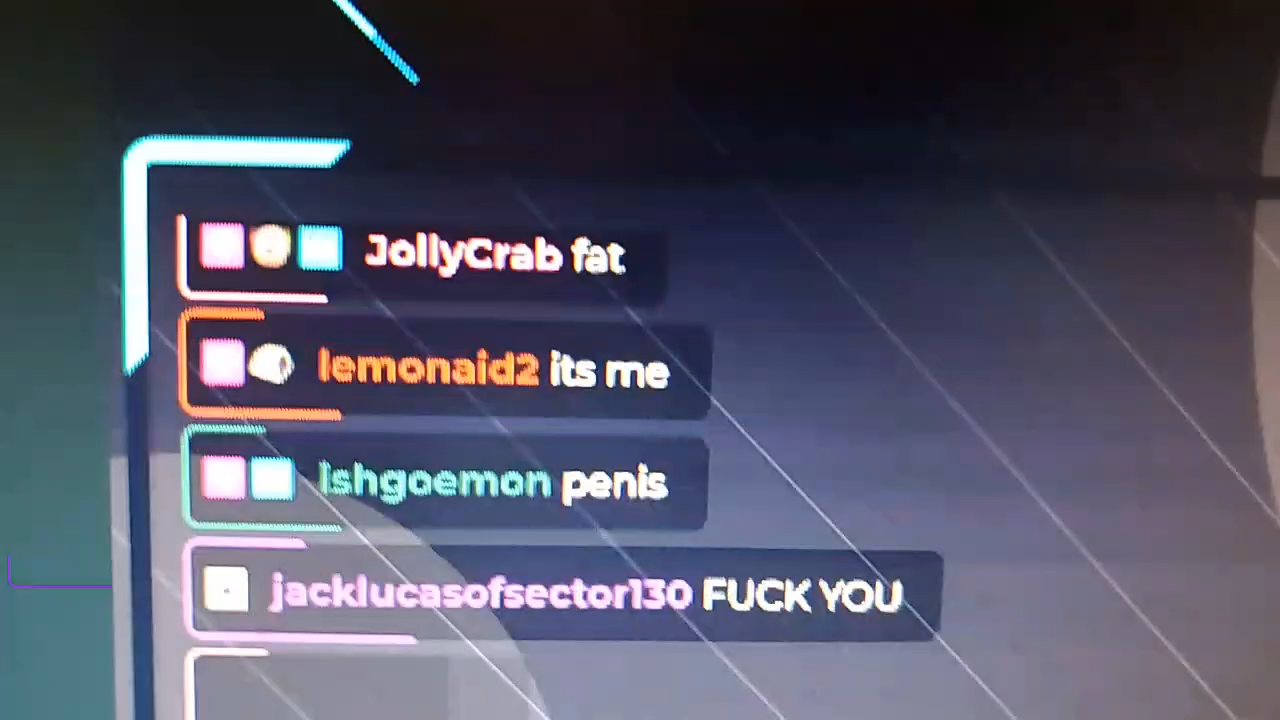 JollyCrab fat
lemonaid2 its me
ishgoemon penis
jacklucasofsector130 FUCK YOU